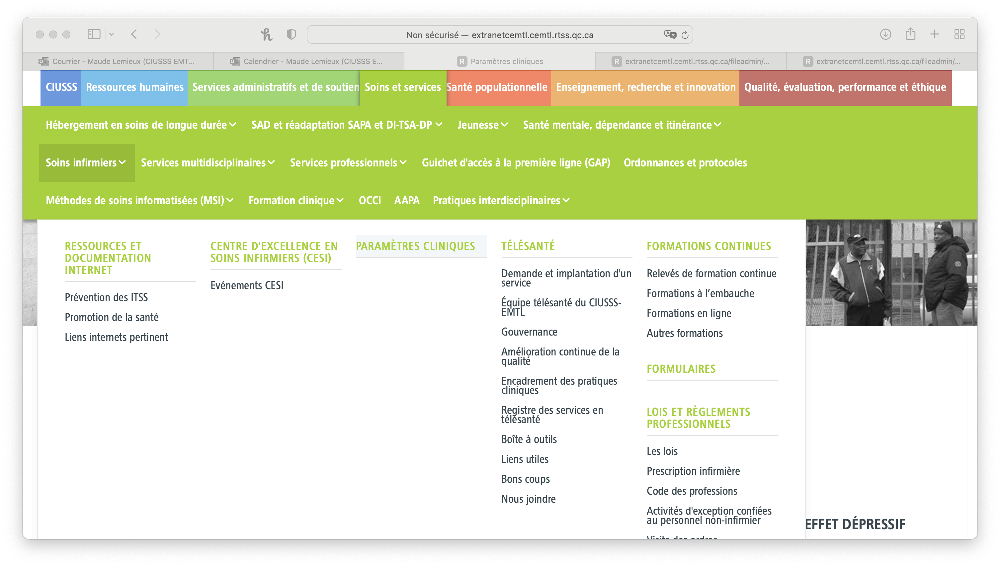 Non sécurisé — extranetcemtl.cemtl.rtss.qc.ca
Courrier - Maude Lemieux (CIUSSS EMT...
Calendrier - Maude Lemieux (CIUSSS E...
Paramètres cliniques
extranetcemtl.cemtl.rtss.qc.ca/fileadmin/...
extranetcemtl.cemtl.rtss.qc.ca/fileadmin/...
CIUSSS
Ressources humaines
Services administratifs et de soutien
Soins et services
Santé populationnelle
Enseignement, recherche et innovation
Qualité, évaluation, performance et éthique
Hébergement en soins de longue durée
SAD et réadaptation SAPA et DI-TSA-DP
Jeunesse
Santé mentale, dépendance et itinérance
Soins infirmiers
Services multidisciplinaires
Services professionnels
Guichet d'accès à la première ligne (GAP)
Ordonnances et protocoles
Méthodes de soins informatisées (MSI)
Formation clinique
OCCI
AAPA
Pratiques interdisciplinaires
RESSOURCES ET
DOCUMENTATION
INTERNET
Prévention des ITSS
Promotion de la santé
Liens internets pertinent
CENTRE D'EXCELLENCE EN
SOINS INFIRMIERS (CESI)
Evénements CESI
PARAMÈTRES CLINIQUES
TÉLÉSANTÉ
Demande et implantation d'un
service
Équipe télésanté du CIUSSS-
EMTL
Gouvernance
Amélioration continue de la
qualité
Encadrement des pratiques
cliniques
Registre des services en
télésanté
Boîte à outils
Liens utiles
Bons coups
Nous joindre
FORMATIONS CONTINUES
Relevés de formation continue
Formations à l’embauche
Formations en ligne
Autres formations
FORMULAIRES
LOIS ET RÈGLEMENTS
PROFESSIONNELS
Les lois
Prescription infirmière
Code des professions
Activités d'exception confiées
au personnel non-infirmier
Visite des ordres
EFFET DÉPRESSIF